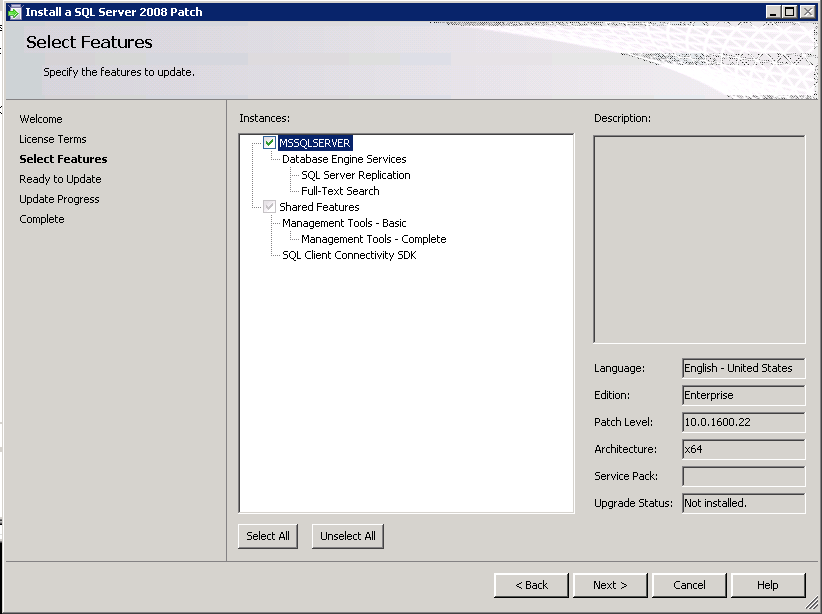 Install a SQL Server 2008 Patch
Select Features
Specify the features to update.
Welcome
License Terms
Select Features
Ready to Update
Update Progress
Complete
Instances:
MSSQLSERVER
Database Engine Services
SQL Server Replication
Full-Text Search
Shared Features
Management Tools - Basic
Management Tools - Complete
SQL Client Connectivity SDK
Select All
Unselect All
Description:
Language: English - United States
Edition: Enterprise
Patch Level: 10.0.1600.22
Architecture: x64
Service Pack:
Upgrade Status: Not installed.
< Back
Next >
Cancel
Help